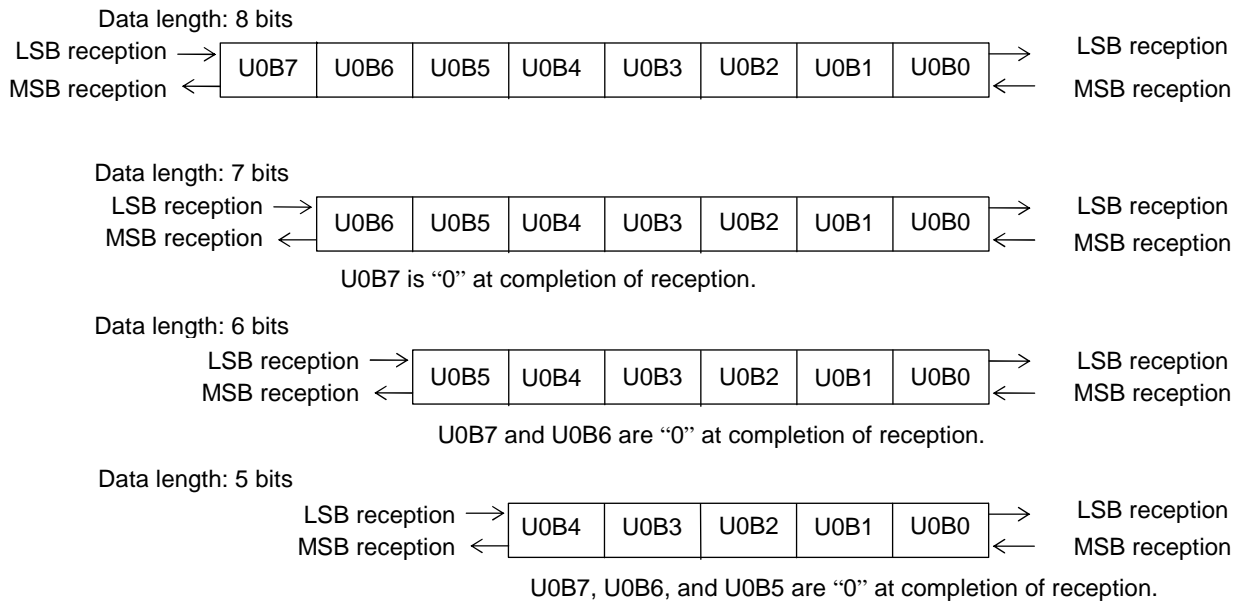 Data length: 8 bits
LSB reception U0B7 U0B6 U0B5 U0B4 U0B3 U0B2 U0B1 U0B0 LSB reception
MSB reception MSB reception
Data length: 7 bits
LSB reception U0B6 U0B5 U0B4 U0B3 U0B2 U0B1 U0B0 LSB reception
MSB reception MSB reception
U0B7 is “0” at completion of reception.
Data length: 6 bits
LSB reception U0B5 U0B4 U0B3 U0B2 U0B1 U0B0 LSB reception
MSB reception MSB reception
U0B7 and U0B6 are “0” at completion of reception.
Data length: 5 bits
LSB reception U0B4 U0B3 U0B2 U0B1 U0B0 LSB reception
MSB reception MSB reception
U0B7, U0B6, and U0B5 are “0” at completion of reception.